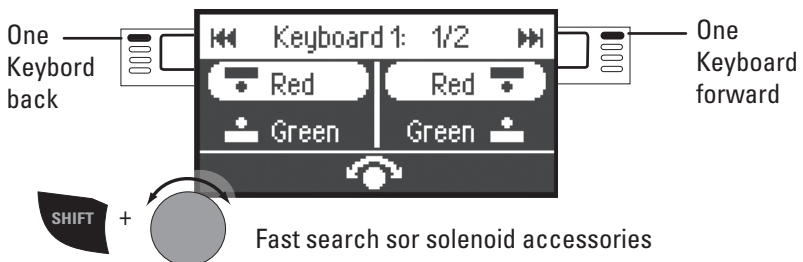 One
Keybord
back
Keyboard 1: 1/2
Red Red
Green Green
One
Keyboard
forward
SHIFT +
Fast search sor solenoid accessories